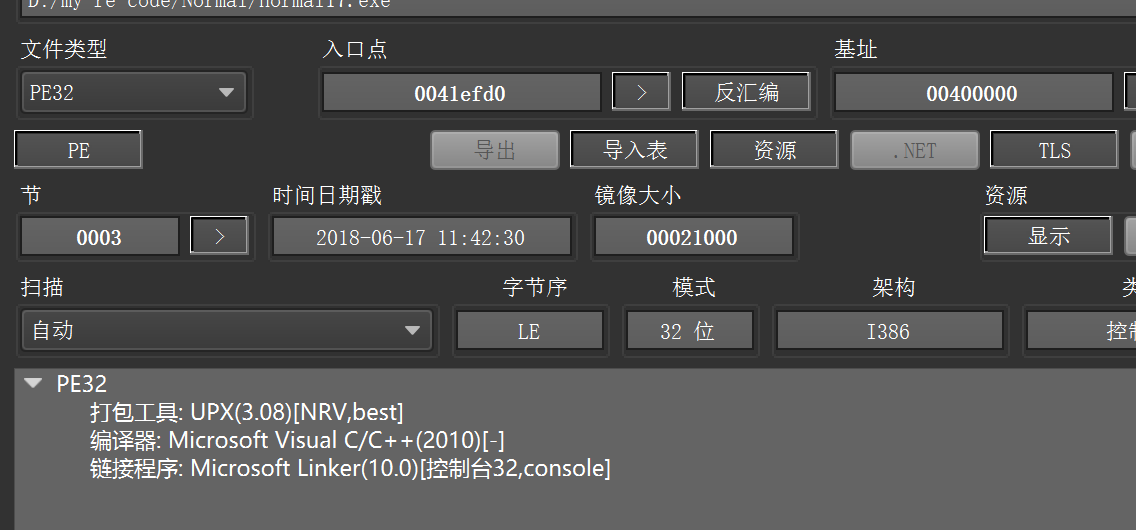 D:/my re code/Normal/normal17.exe
文件类型 入口点 基址
PE32 0041efd0 > 反汇编 00400000
PE 导出 导入表 资源 .NET TLS
节 时间日期戳 镜像大小 资源
0003 > 2018-06-17 11:42:30 00021000 显示
扫描 字节序 模式 架构
自动 LE 32 位 I386
PE32
打包工具: UPX(3.08)[NRV,best]
编译器: Microsoft Visual C/C++(2010)[-]
链接程序: Microsoft Linker(10.0)[控制台32,console]